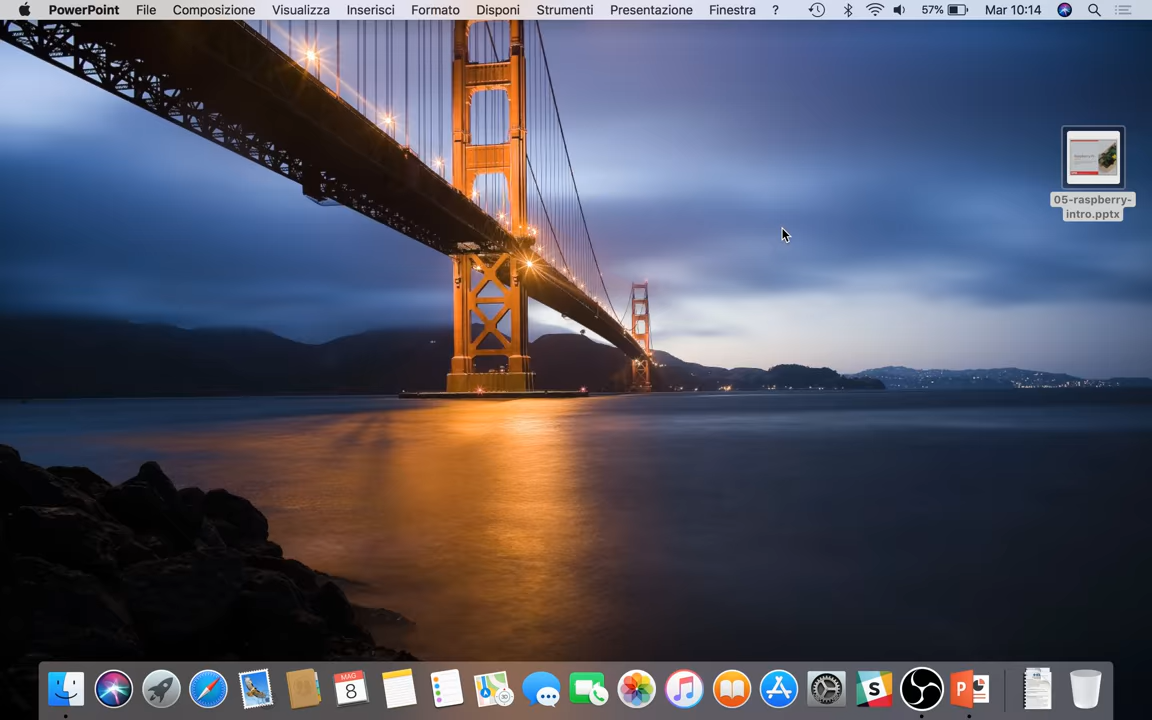 PowerPoint File Composizione Visualizza Inserisci Formato Disponi Strumenti Presentazione Finestra ? 57% Mar 10:14
05-raspberry-
intro.pptx
MAG
8